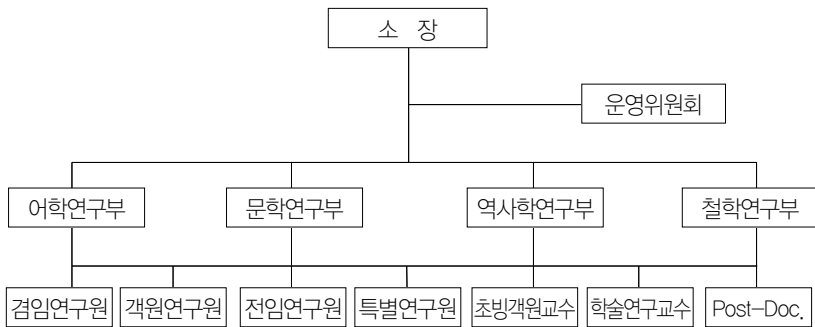 소 장
운영위원회
어학연구부 문학연구부 역사학연구부 철학연구부
겸임연구원 객원연구원 전임연구원 특별연구원 초빙객원교수 학술연구교수 Post-Doc.